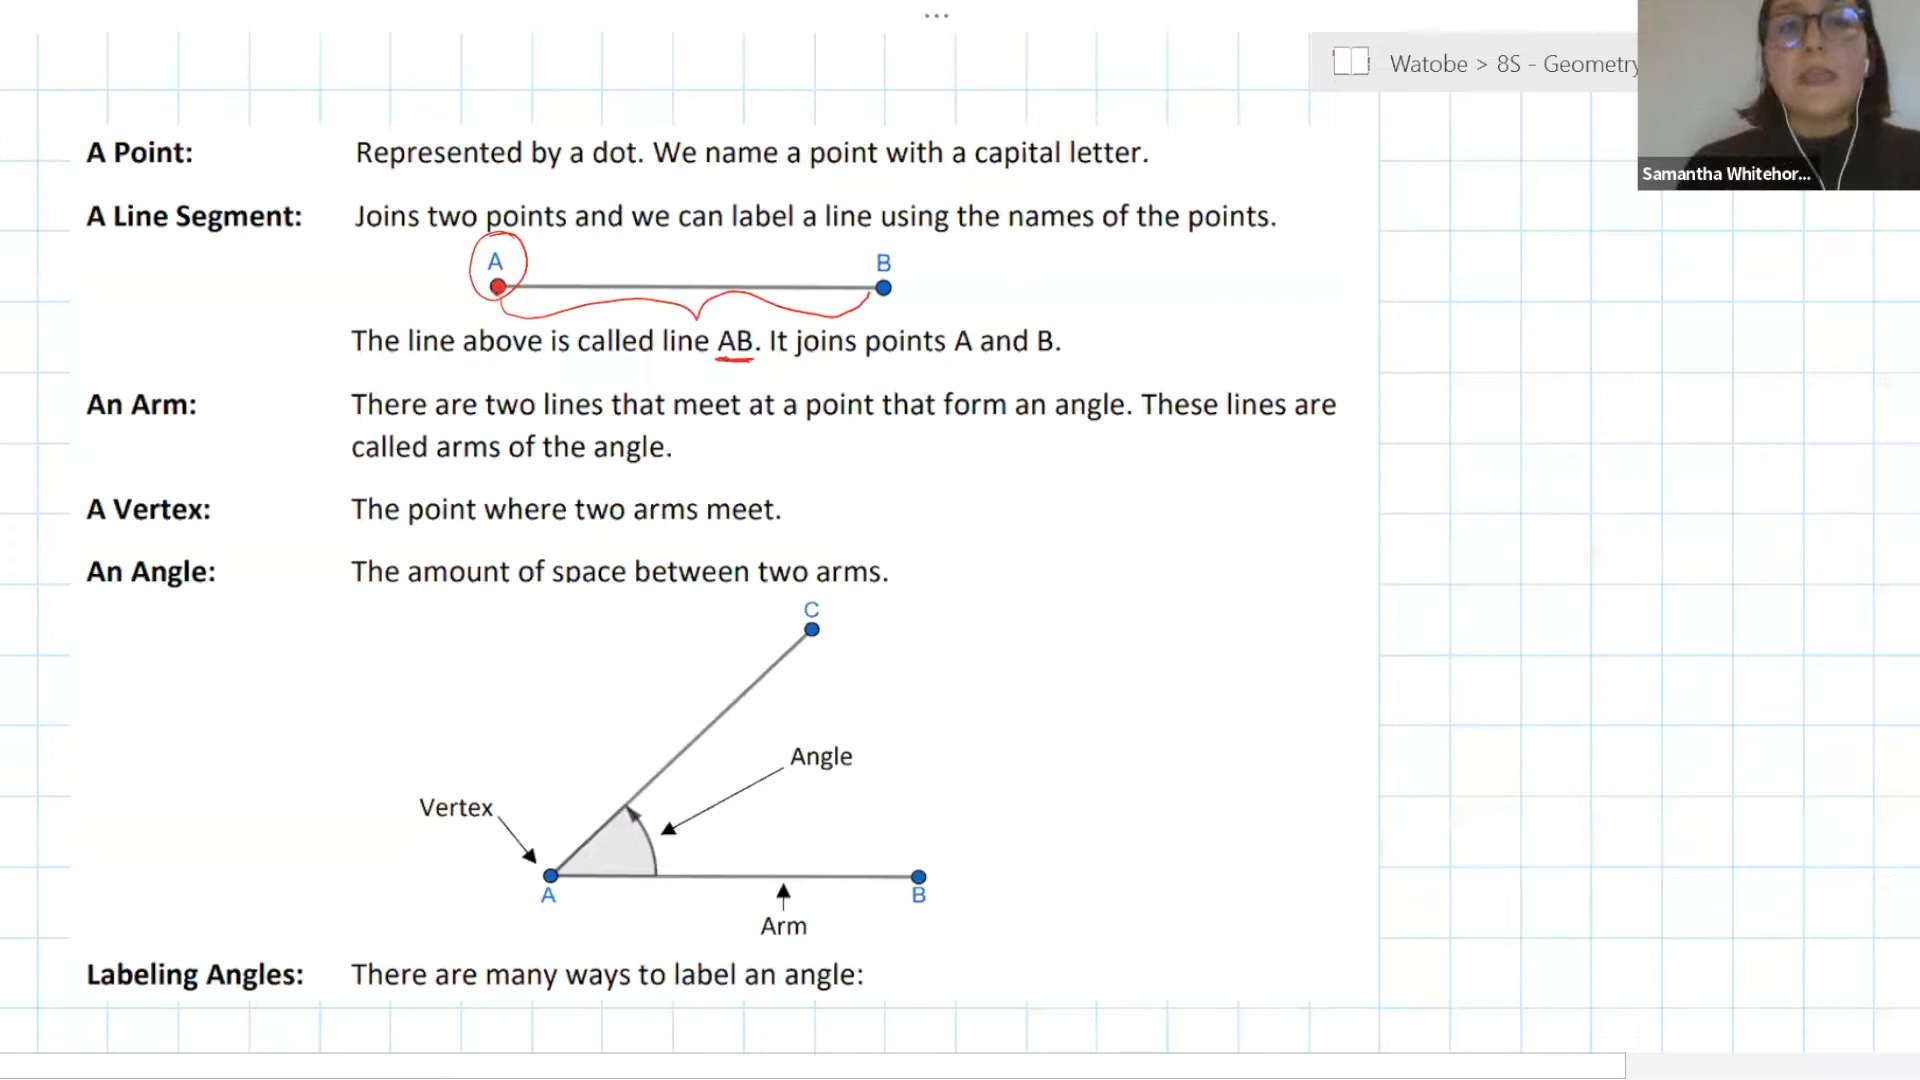 ...
Watobe > 8S - Geometry
Samantha Whitehor...
A Point: Represented by a dot. We name a point with a capital letter.
A Line Segment: Joins two points and we can label a line using the names of the points.
A B
The line above is called line AB. It joins points A and B.
An Arm: There are two lines that meet at a point that form an angle. These lines are
called arms of the angle.
A Vertex: The point where two arms meet.
An Angle: The amount of space between two arms.
C
Angle
Vertex
A B
Arm
Labeling Angles: There are many ways to label an angle: